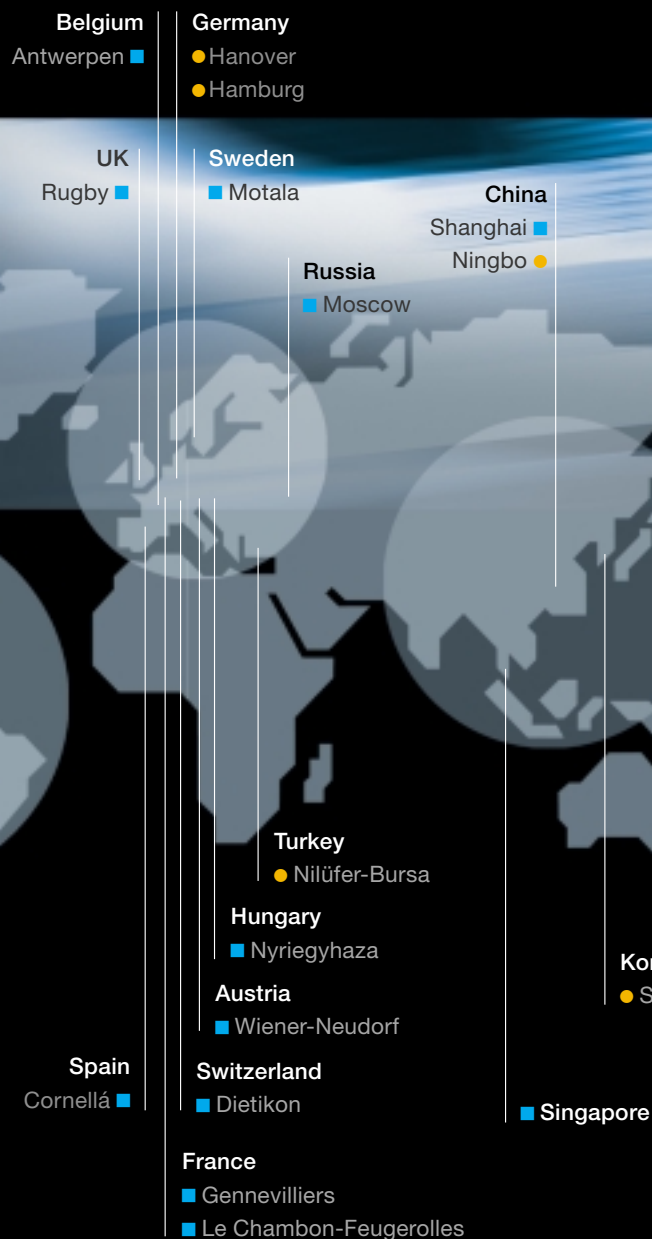 Belgium
Antwerpen
Germany
Hanover
Hamburg
UK
Rugby
Sweden
Motala
China
Shanghai
Ningbo
Russia
Moscow
Turkey
Nilüfer-Bursa
Hungary
Nyriegyhaza
Austria
Wiener-Neudorf
Spain
Cornellá
Switzerland
Dietikon
Singapore
France
Gennevilliers
Le Chambon-Feugerolles